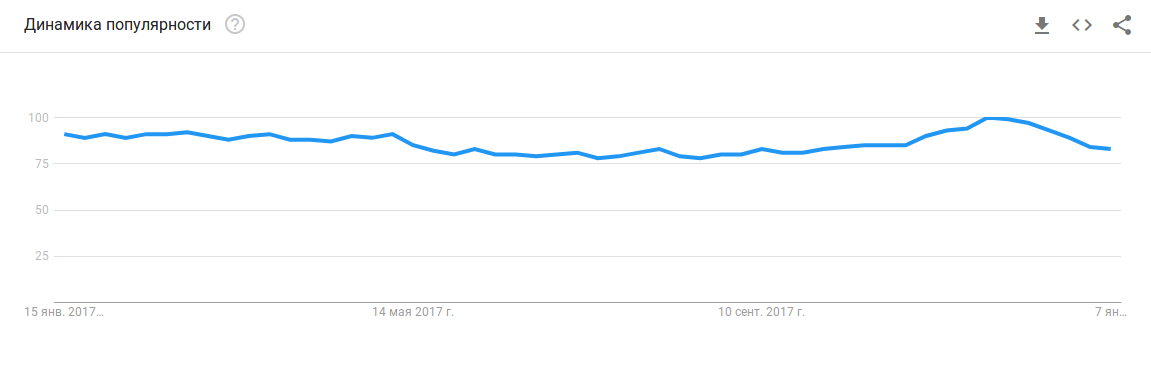 Динамика популярности
100
75
50
25
15 янв. 2017… 14 мая 2017 г. 10 сент. 2017 г. 7 ян…